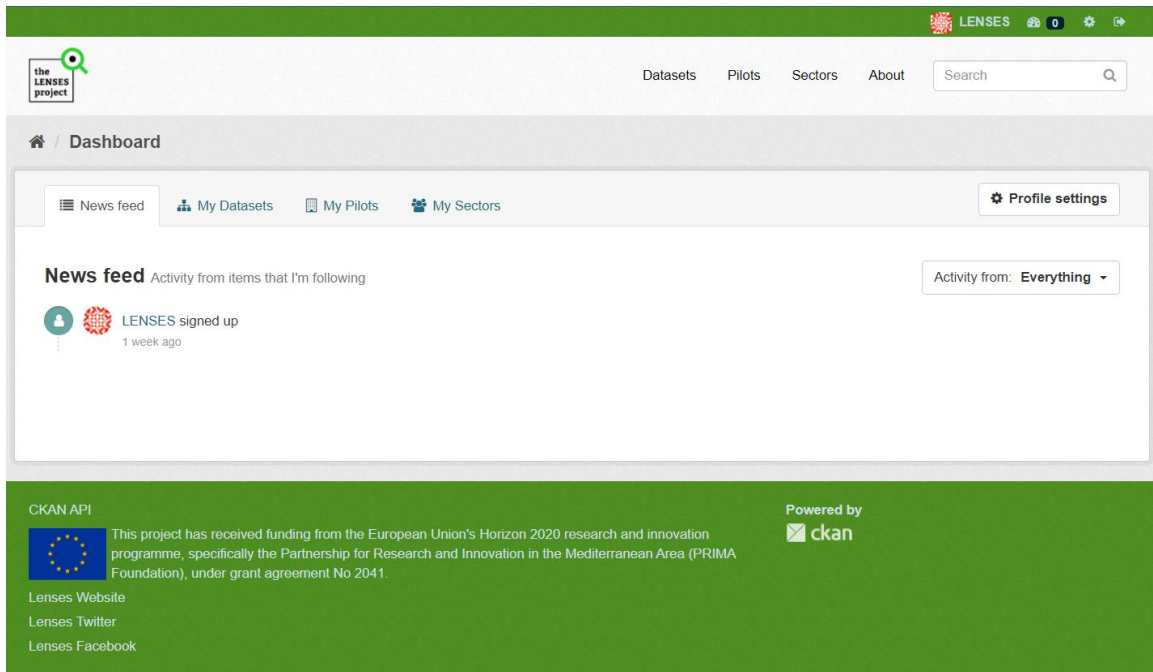 LENSES 0
the
LENSES
project
Datasets Pilots Sectors About Search
/ Dashboard
News feed My Datasets My Pilots My Sectors Profile settings
News feed Activity from items that I'm following Activity from: Everything
LENSES signed up
1 week ago
CKAN API
This project has received funding from the European Union's Horizon 2020 research and innovation
programme, specifically the Partnership for Research and Innovation in the Mediterranean Area (PRIMA
Foundation), under grant agreement No 2041.
Lenses Website
Lenses Twitter
Lenses Facebook
Powered by
ckan